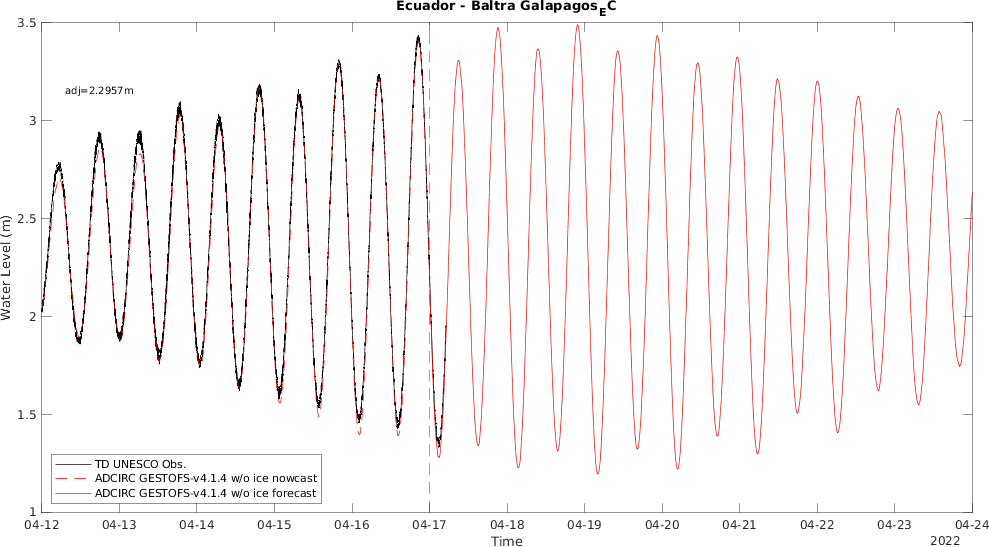 Ecuador - Baltra Galapagos_EC
3.5
3
2.5
2
1.5
1
Water Level (m)
adj=2.2957m
TD UNESCO Obs.
ADCIRC GESTOFS-v4.1.4 w/o ice nowcast
ADCIRC GESTOFS-v4.1.4 w/o ice forecast
04-12 04-13 04-14 04-15 04-16 04-17 04-18 04-19 04-20 04-21 04-22 04-23 04-24
Time
2022